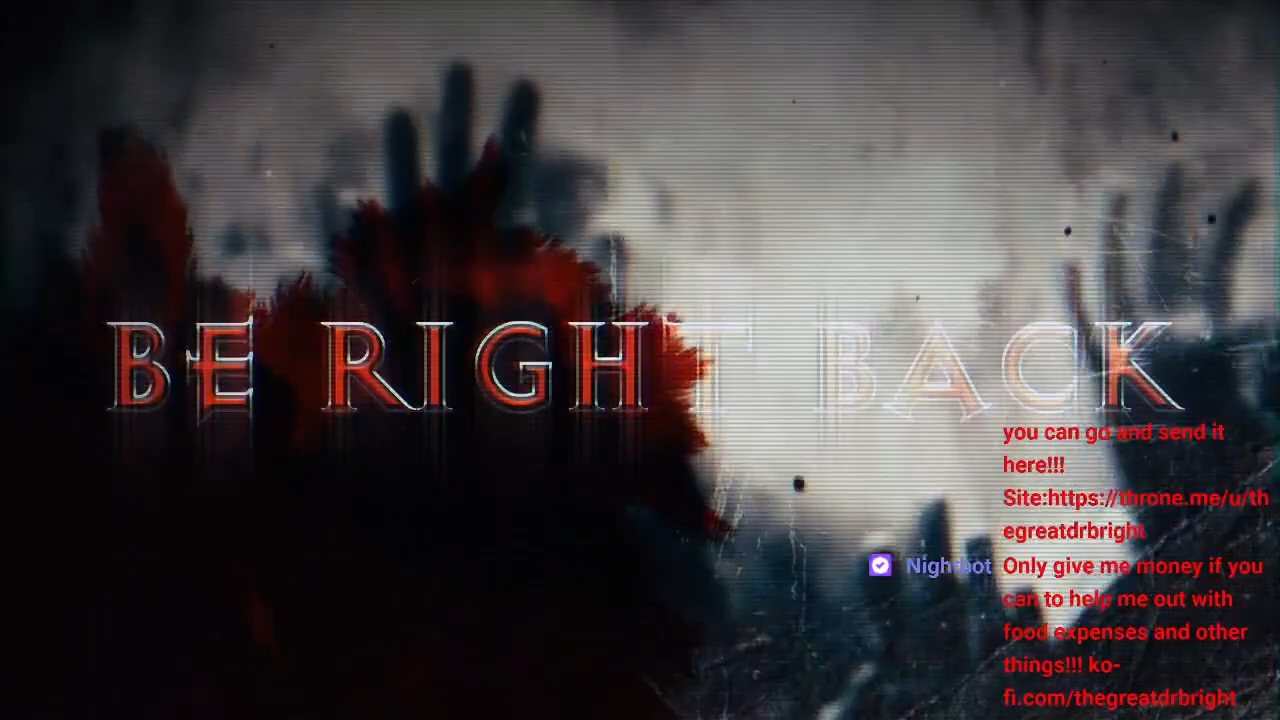 BE RIGHT BACK
you can go and send it
here!!!
Site:https://throne.me/u/th
egreatdrbright
Nightbot Only give me money if you
can to help me out with
food expenses and other
things!!! ko-
fi.com/thegreatdrbright